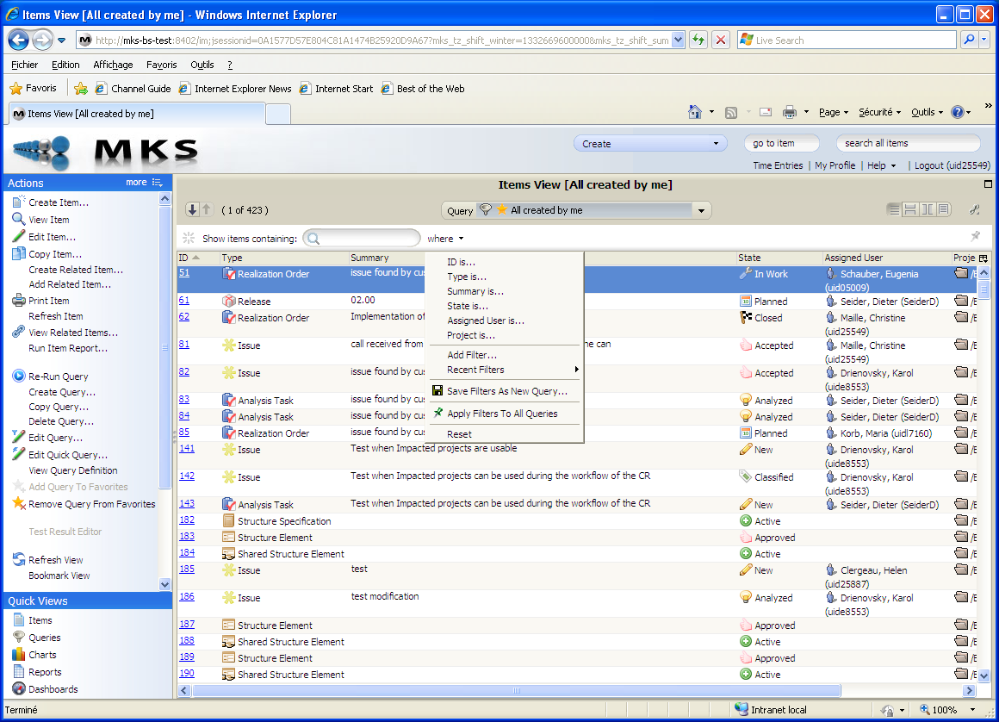 Items View [All created by me] - Windows Internet Explorer
http://mks-bs-test:8402/im;jsessionid=0A1577D57E804C81A1474B25920D9A67?mks_tz_shift_winter=1332669600000&mks_tz_shift_sum
Live Search
Fichier Edition Affichage Favoris Outils ?
Favoris Channel Guide Internet Explorer News Internet Start Best of the Web
M Items View [All created by me]
Page Sécurité Outils
MKS
Create go to item search all items
Time Entries | My Profile | Help | Logout (uid25549)
Actions more
Create Item...
View Item
Edit Item...
Copy Item...
Create Related Item...
Add Related Item...
Print Item
Refresh Item
View Related Items...
Run Item Report...
Re-Run Query
Create Query...
Copy Query...
Delete Query...
Edit Query...
Edit Quick Query...
View Query Definition
Add Query To Favorites
Remove Query From Favorites
Test Result Editor
Refresh View
Bookmark View
Quick Views
Items
Queries
Charts
Reports
Dashboards
Items View [All created by me]
( 1 of 423 ) Query All created by me
Show items containing: where
ID Type Summary State Assigned User Proje
51 Realization Order issue found by cus In Work Schauber, Eugenia
(uid05009)
61 Release 02.00 Planned Seider, Dieter (SeiderD)
62 Realization Order Implementation of Closed Maille, Christine
(uid25549)
81 Issue call received from ne can Accepted Maille, Christine
(uid25549)
82 Issue issue found by cus Accepted Drienovsky, Karol
(uide8553)
83 Analysis Task issue found by cus Analyzed Seider, Dieter (SeiderD)
84 Analysis Task issue found by cus Analyzed Seider, Dieter (SeiderD)
85 Realization Order issue found by cus Planned Korb, Maria (uidl7160)
141 Issue Test when Impacted projects are usable New Drienovsky, Karol
(uide8553)
142 Issue Test when Impacted projects can be used during the workflow of the CR Classified Drienovsky, Karol
(uide8553)
143 Analysis Task Test when Impacted projects can be used during the workflow of the CR New Seider, Dieter (SeiderD)
182 Structure Specification Active
183 Structure Element Approved
184 Shared Structure Element Active
185 Issue test New Clergeau, Helen
(uid25887)
186 Issue test modification Analyzed Drienovsky, Karol
(uide8553)
187 Structure Element Approved
188 Shared Structure Element Active
189 Structure Element Approved
190 Shared Structure Element Active
ID is...
Type is...
Summary is...
State is...
Assigned User is...
Project is...
Add Filter...
Recent Filters
Save Filters As New Query...
Apply Filters To All Queries
Reset
Terminé Intranet local 100%